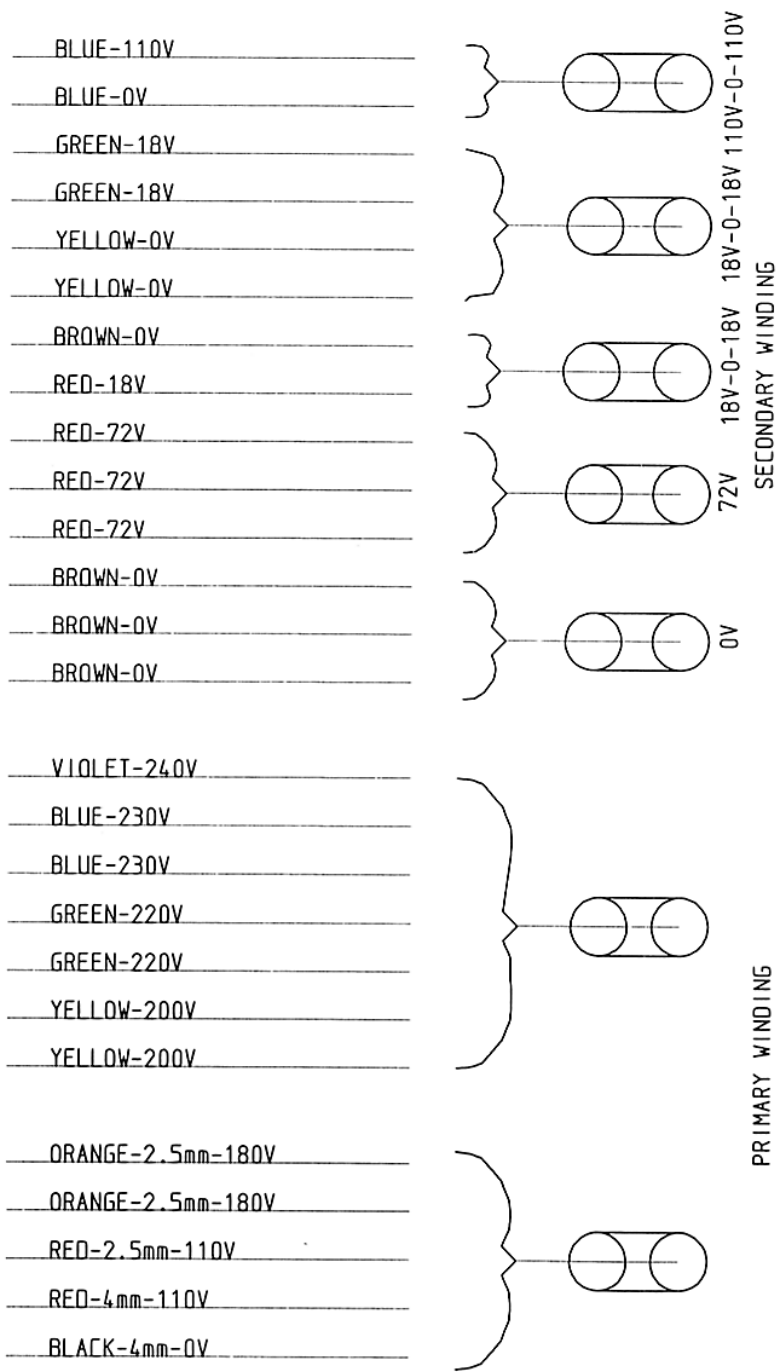 BLUE-110V
BLUE-0V
GREEN-18V
GREEN-18V
YELLOW-0V
YELLOW-0V
BROWN-0V
RED-18V
RED-72V
RED-72V
RED-72V
BROWN-0V
BROWN-0V
BROWN-0V
110V-0-110V
18V-0-18V
18V-0-18V
72V
0V
SECONDARY WINDING
VIOLET-240V
BLUE-230V
BLUE-230V
GREEN-220V
GREEN-220V
YELLOW-200V
YELLOW-200V
ORANGE-2.5mm-180V
ORANGE-2.5mm-180V
RED-2.5mm-110V
RED-4mm-110V
BLACK-4mm-0V
PRIMARY WINDING